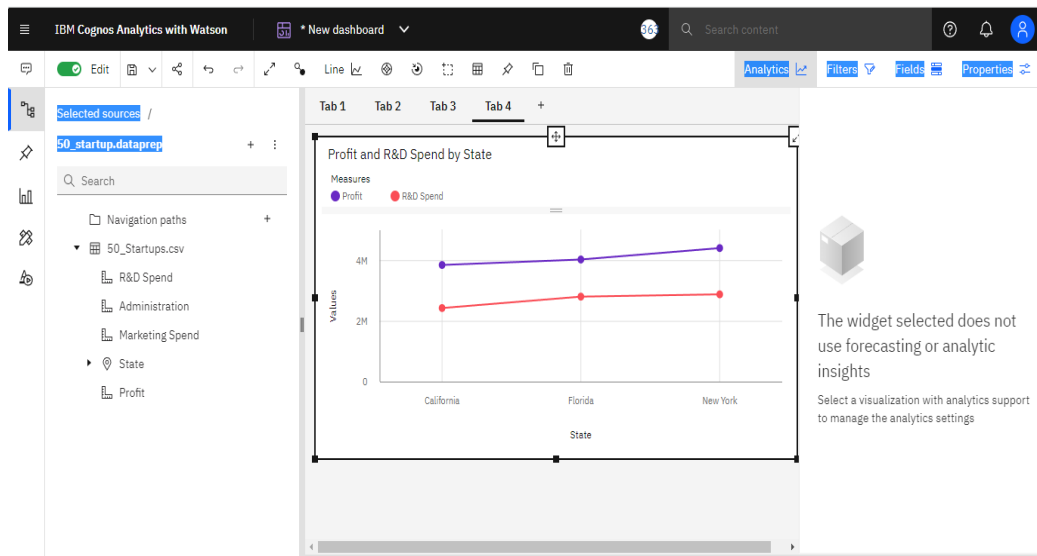 IBM Cognos Analytics with Watson
* New dashboard
363
Search content
Edit
Line
Analytics
Filters
Fields
Properties
Selected sources /
50_startup.dataprep
Search
Navigation paths
50_Startups.csv
R&D Spend
Administration
Marketing Spend
State
Profit
Tab 1 Tab 2 Tab 3 Tab 4 +
Profit and R&D Spend by State
Measures
Profit R&D Spend
Values
4M
2M
0
California Florida New York
State
The widget selected does not
use forecasting or analytic
insights
Select a visualization with analytics support
to manage the analytics settings